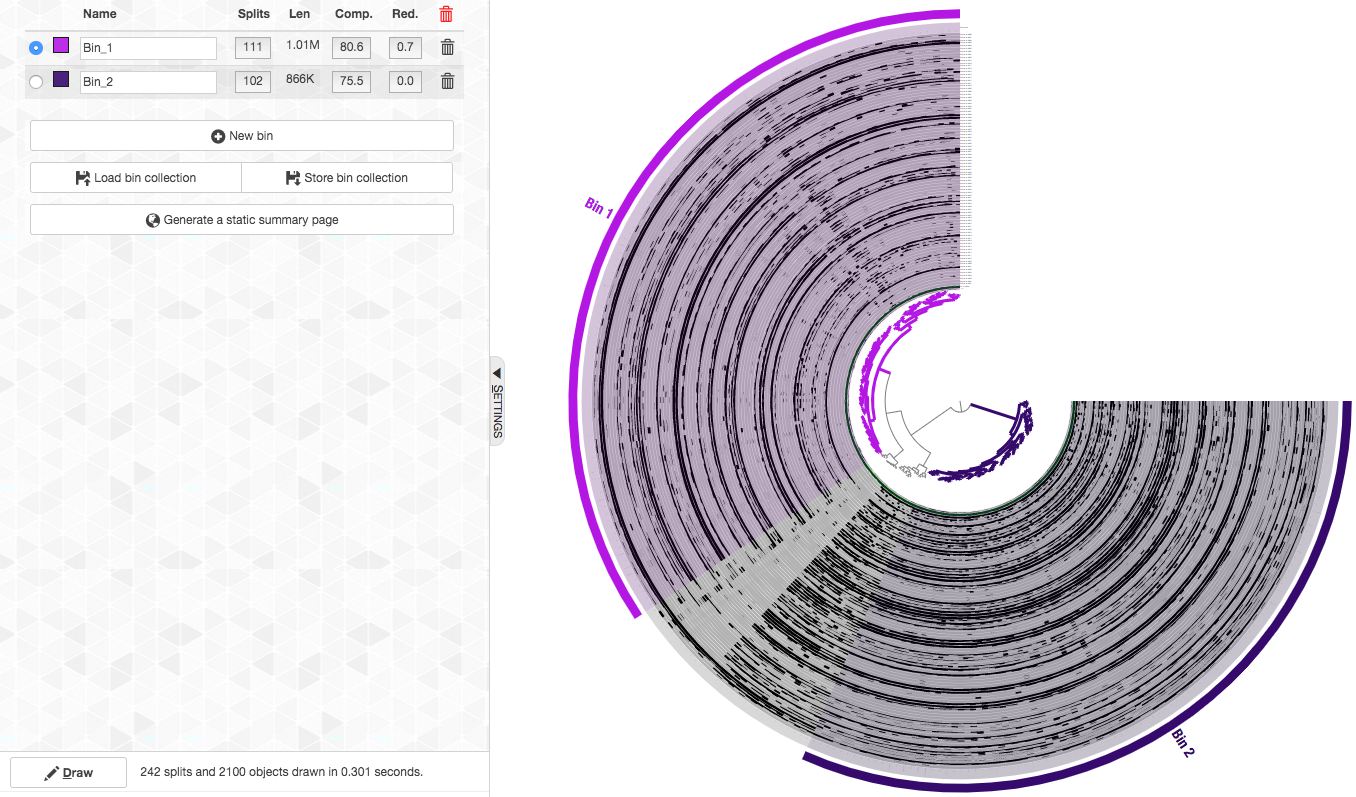 Name Splits Len Comp. Red.
Bin_1 111 1.01M 80.6 0.7
Bin_2 102 866K 75.5 0.0
New bin
Load bin collection Store bin collection
Generate a static summary page
Draw 242 splits and 2100 objects drawn in 0.301 seconds.
SETTINGS
Bin 1
Bin 2